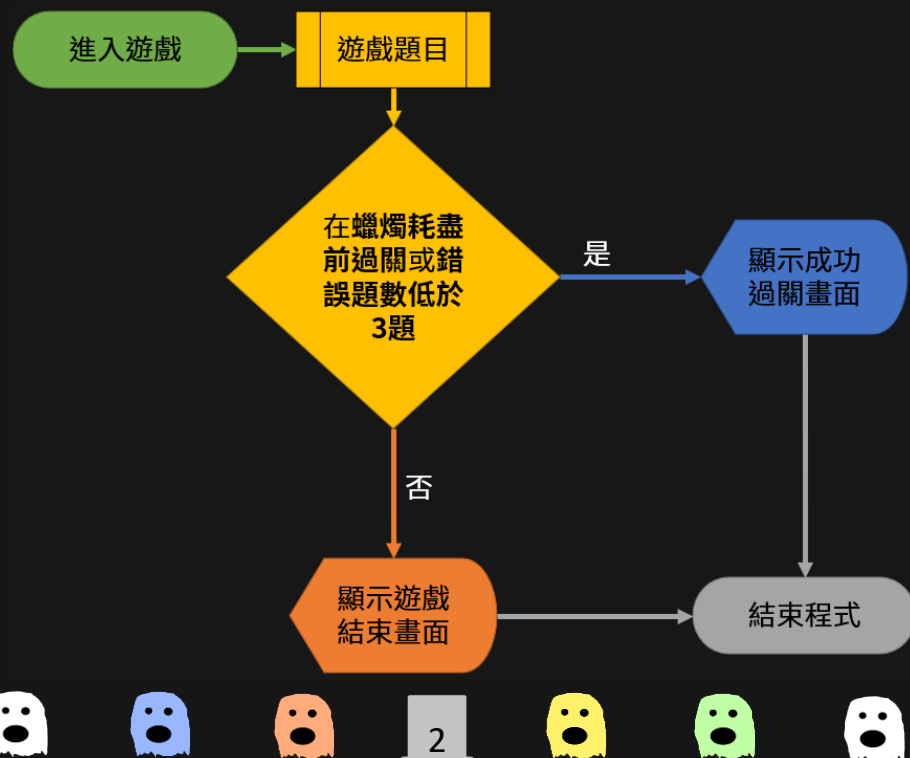 進入遊戲
遊戲題目
在蠟燭耗盡
前過關或錯
誤題數低於
3題
是
顯示成功
過關畫面
否
顯示遊戲
結束畫面
結束程式
2